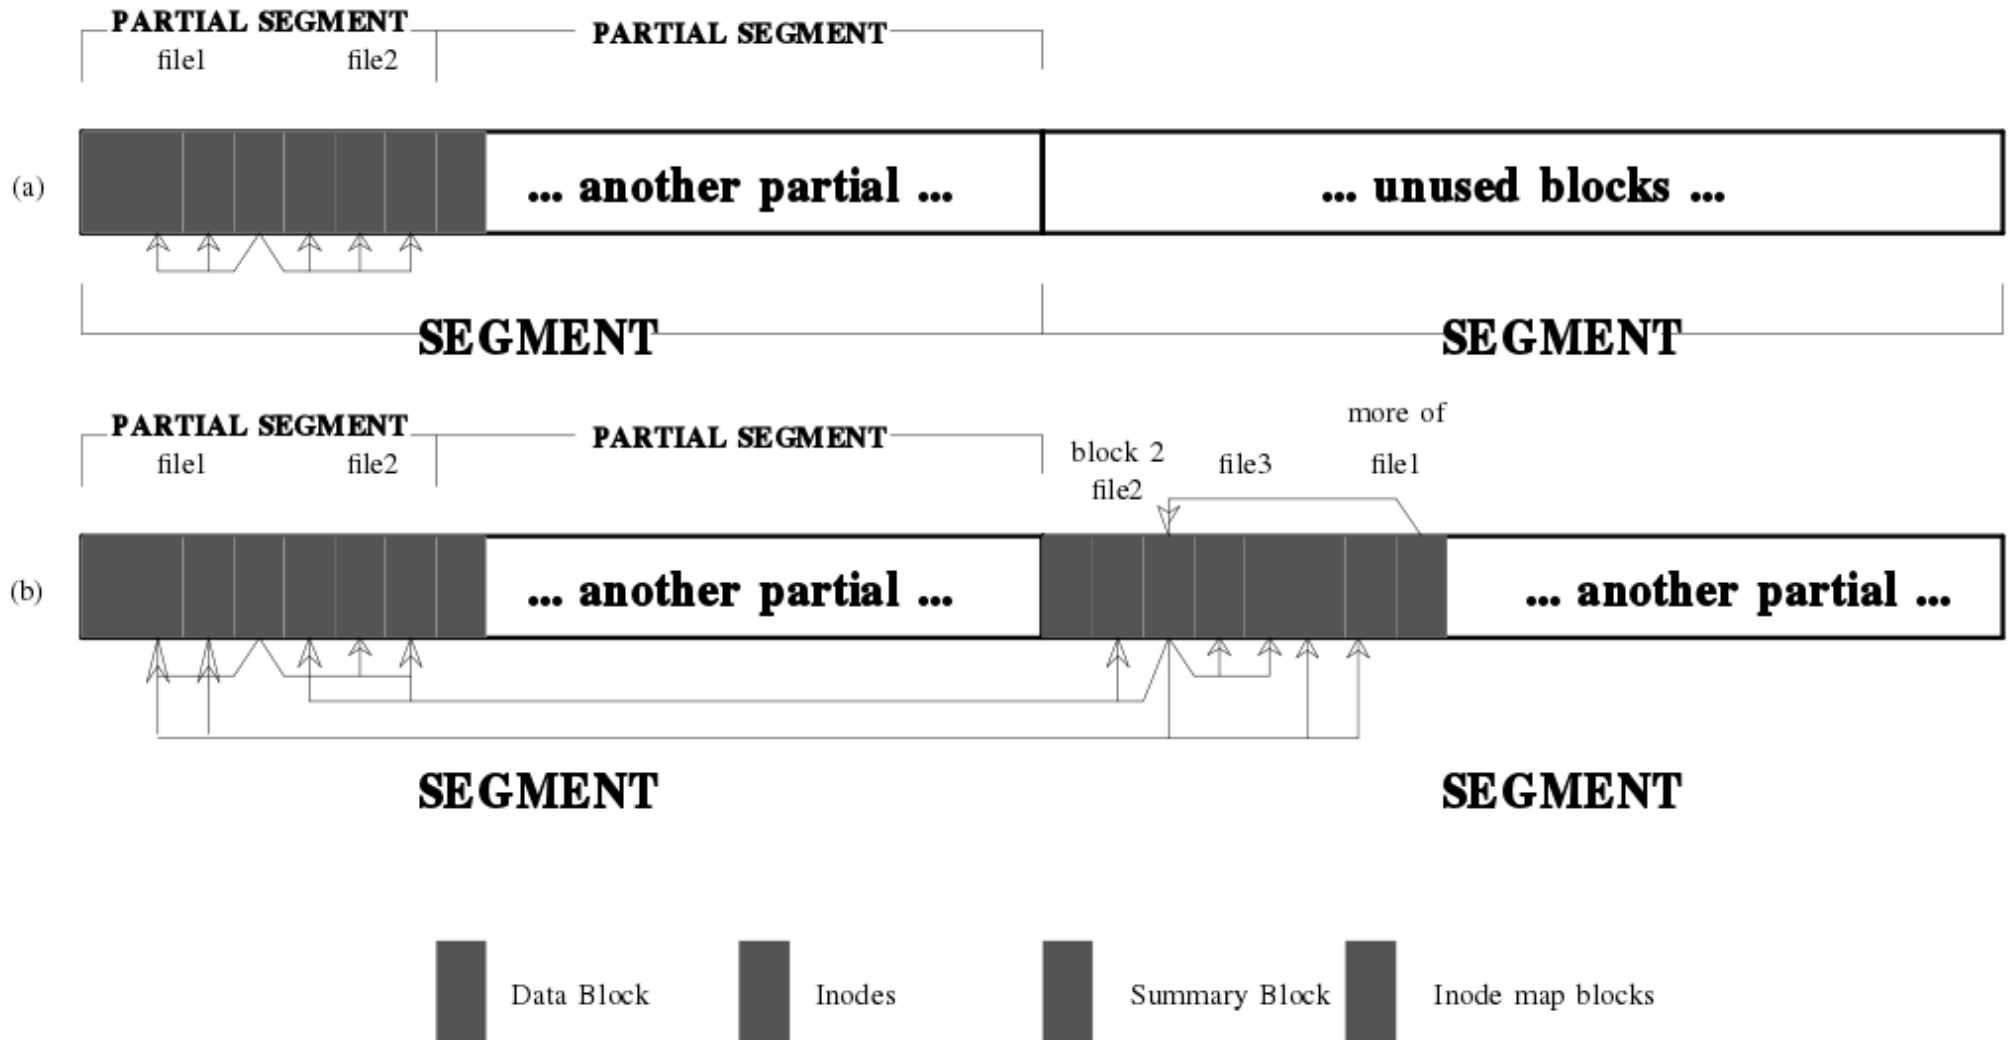 PARTIAL SEGMENT
PARTIAL SEGMENT
file1
file2
(a)
... another partial ...
... unused blocks ...
SEGMENT
SEGMENT
PARTIAL SEGMENT
PARTIAL SEGMENT
file1
file2
block 2
file2
file3
more of
file1
(b)
... another partial ...
... another partial ...
SEGMENT
SEGMENT
Data Block
Inodes
Summary Block
Inode map blocks